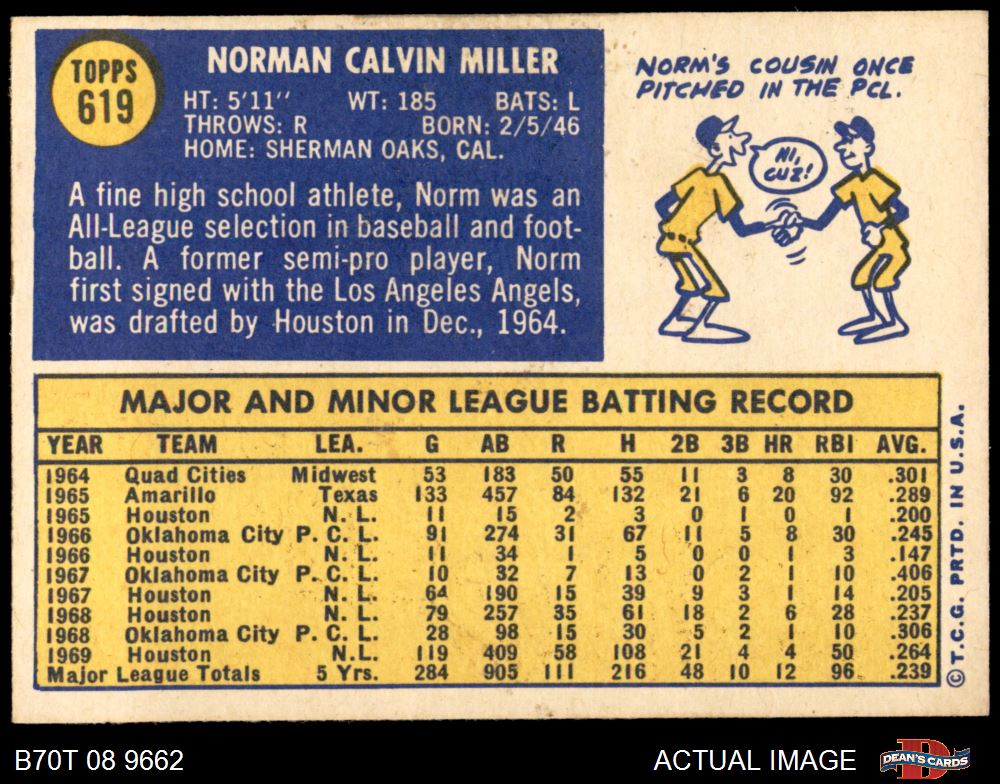 TOPPS
619
NORMAN CALVIN MILLER
HT: 5'11" WT: 185 BATS: L
THROWS: R BORN: 2/5/46
HOME: SHERMAN OAKS, CAL.
A fine high school athlete, Norm was an
All-League selection in baseball and foot-
ball. A former semi-pro player, Norm
first signed with the Los Angeles Angels,
was drafted by Houston in Dec., 1964.
NORM'S COUSIN ONCE
PITCHED IN THE PCL.
HI,
CUZ!
MAJOR AND MINOR LEAGUE BATTING RECORD
YEAR TEAM LEA. G AB R H 2B 3B HR RBI AVG.
1964 Quad Cities Midwest 53 183 50 55 11 3 8 30 .301
1965 Amarillo Texas 133 457 84 132 21 6 20 92 .289
1965 Houston N. L. 11 15 2 3 0 1 0 1 .200
1966 Oklahoma City P. C. L. 91 274 31 67 11 5 8 30 .245
1966 Houston N. L. 11 34 1 5 0 0 1 3 .147
1967 Oklahoma City P. C. L. 10 32 7 13 0 2 1 10 .406
1967 Houston N. L. 64 190 15 39 9 3 1 14 .205
1968 Houston N. L. 79 257 35 61 18 2 6 28 .237
1968 Oklahoma City P. C. L. 28 98 15 30 5 2 1 10 .306
1969 Houston N.L. 119 409 58 108 21 4 4 50 .264
Major League Totals 5 Yrs. 284 905 111 216 48 10 12 96 .239
© T.C.G. PRTD. IN U.S.A.
B70T 08 9662
ACTUAL IMAGE
DEAN'S CARDS